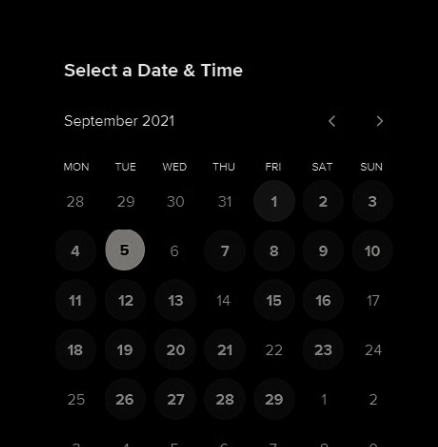 Select a Date & Time
September 2021
MON TUE WED THU FRI SAT SUN
28 29 30 31 1 2 3
4 5 6 7 8 9 10
11 12 13 14 15 16 17
18 19 20 21 22 23 24
25 26 27 28 29 1 2